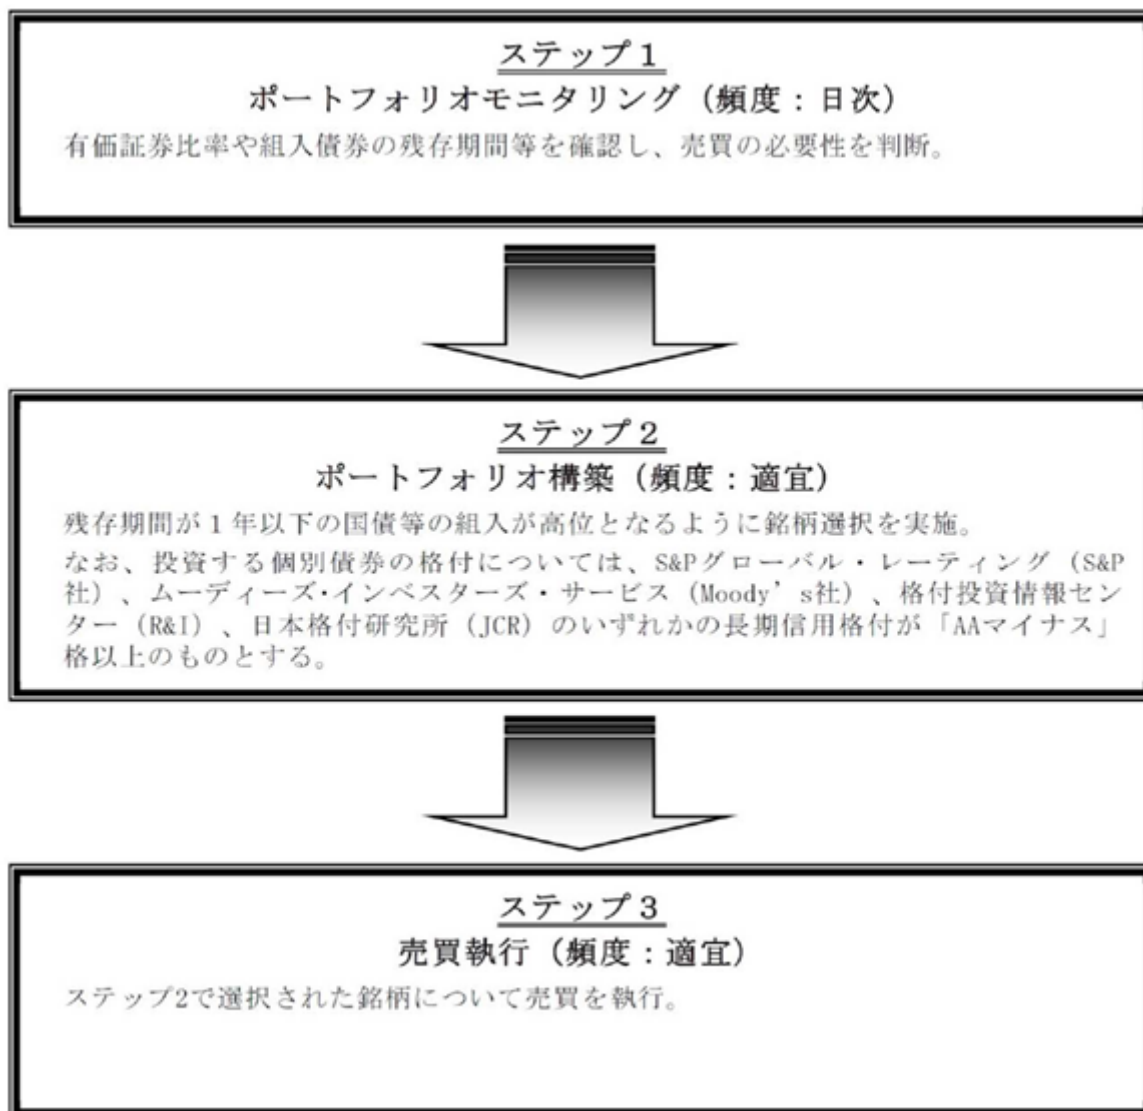 ステップ１
ポートフォリオモニタリング（頻度：日次）
有価証券比率や組入債券の残存期間等を確認し、売買の必要性を判断。
ステップ２
ポートフォリオ構築（頻度：適宜）
残存期間が１年以下の国債等の組入が高位となるように銘柄選択を実施。
なお、投資する個別債券の格付については、S&Pグローバル・レーティング（S&P
社）、ムーディーズ･インベスターズ・サービス（Moody’s社）、格付投資情報セン
ター（R&I）、日本格付研究所（JCR）のいずれかの長期信用格付が「AAマイナス」
格以上のものとする。
ステップ３
売買執行（頻度：適宜）
ステップ2で選択された銘柄について売買を執行。